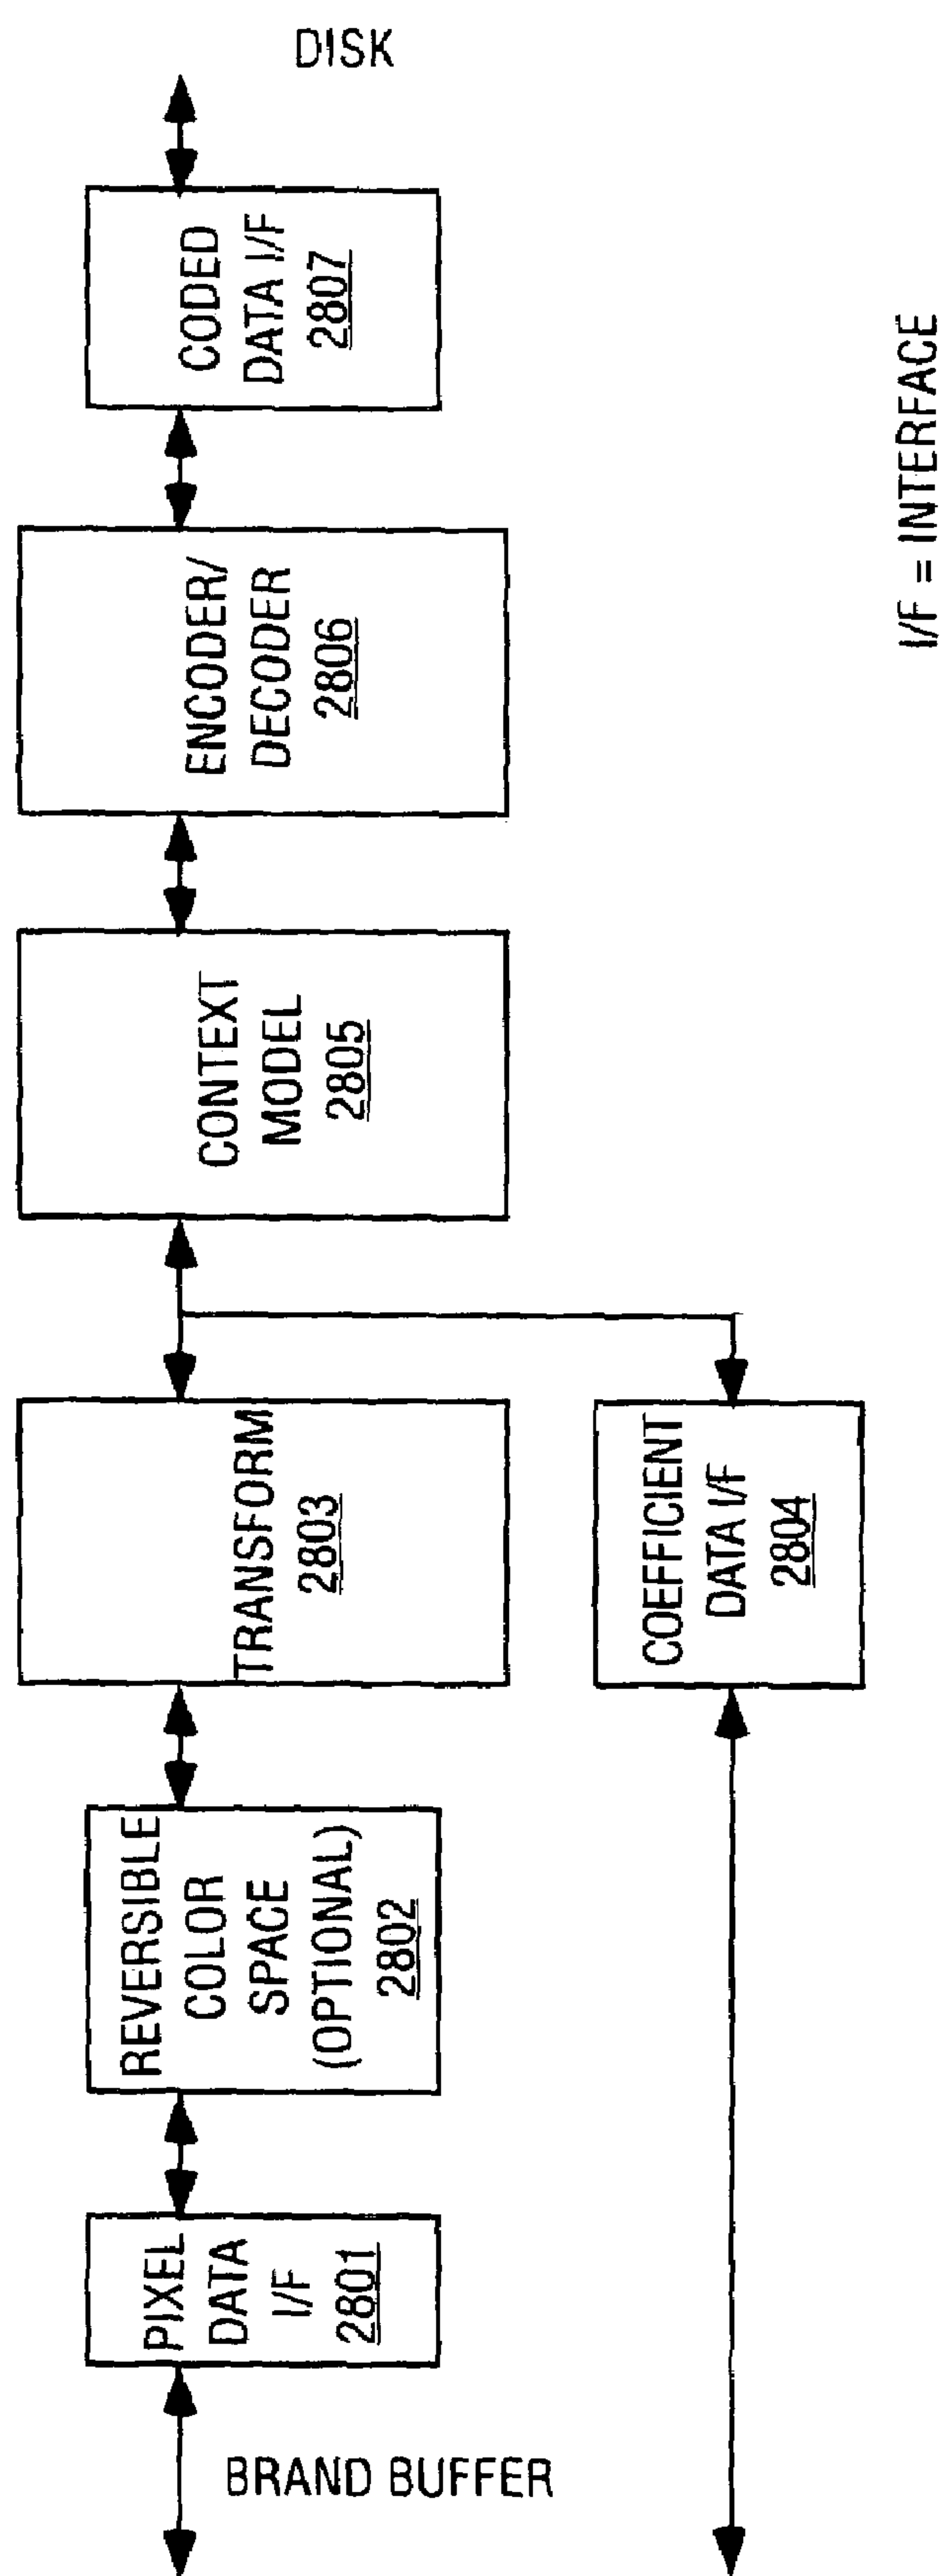 BRAND BUFFER
PIXEL
DATA
I/F
2801
REVERSIBLE
COLOR
SPACE
(OPTIONAL)
2802
TRANSFORM
2803
COEFFICIENT
DATA I/F
2804
CONTEXT
MODEL
2805
ENCODER/
DECODER
2806
CODED
DATA I/F
2807
DISK
I/F = INTERFACE